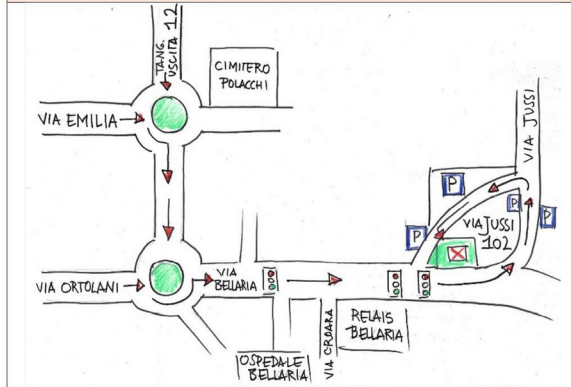 TANG.
USCITA 12
CIMITERO
POLACCHI
VIA EMILIA
VIA JUSSI
P
P
P
P
VIA JUSSI
102
VIA ORTOLANI
VIA
BELLARIA
VIA CROARA
RELAIS
BELLARIA
OSPEDALE
BELLARIA